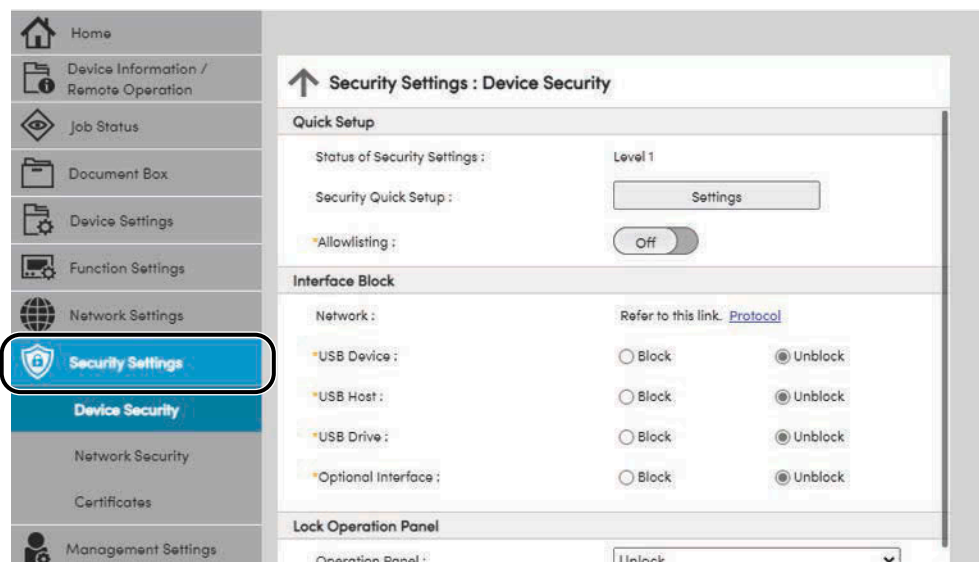 Home
Device Information /
Remote Operation
Job Status
Document Box
Device Settings
Function Settings
Network Settings
Security Settings
Device Security
Network Security
Certificates
Management Settings
Security Settings : Device Security
Quick Setup
Status of Security Settings : Level 1
Security Quick Setup : Settings
*Allowlisting : Off
Interface Block
Network : Refer to this link. Protocol
*USB Device : Block Unblock
*USB Host : Block Unblock
*USB Drive : Block Unblock
*Optional Interface : Block Unblock
Lock Operation Panel
Operation Panel : Unlock